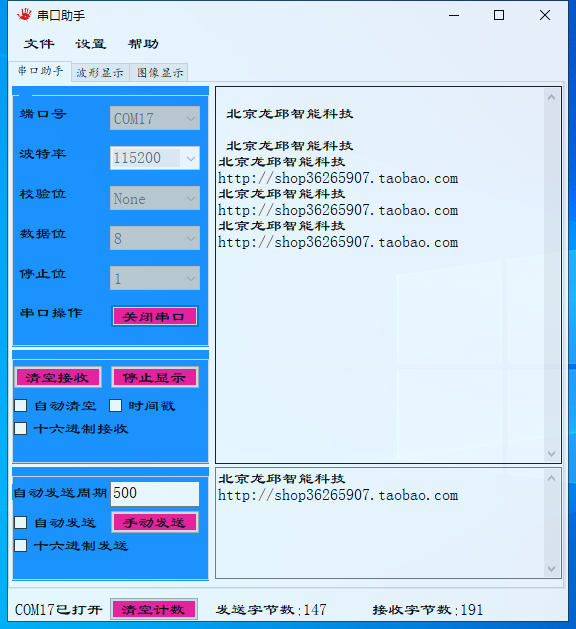 串口助手
文件 设置 帮助
串口助手 波形显示 图像显示
端口号 COM17
波特率 115200
校验位 None
数据位 8
停止位 1
串口操作 关闭串口
清空接收 停止显示
自动清空 时间戳
十六进制接收
北京龙邱智能科技
北京龙邱智能科技
北京龙邱智能科技
http://shop36265907.taobao.com
北京龙邱智能科技
http://shop36265907.taobao.com
北京龙邱智能科技
http://shop36265907.taobao.com
自动发送周期 500
自动发送 手动发送
十六进制发送
北京龙邱智能科技
http://shop36265907.taobao.com
COM17已打开 清空计数 发送字节数:147 接收字节数:191